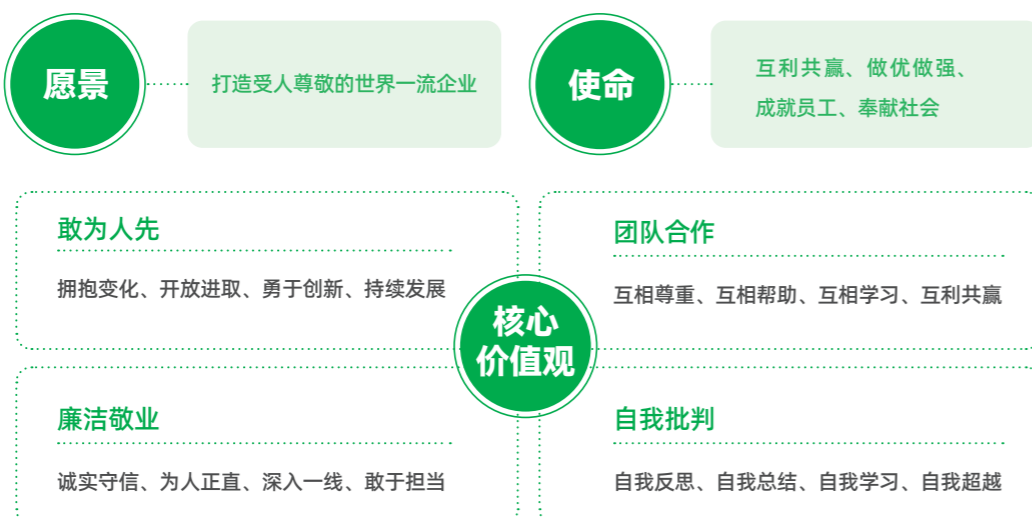 愿景
打造受人尊敬的世界一流企业
使命
互利共赢、做优做强、
成就员工、奉献社会
敢为人先
拥抱变化、开放进取、勇于创新、持续发展
团队合作
互相尊重、互相帮助、互相学习、互利共赢
核心
价值观
廉洁敬业
诚实守信、为人正直、深入一线、敢于担当
自我批判
自我反思、自我总结、自我学习、自我超越